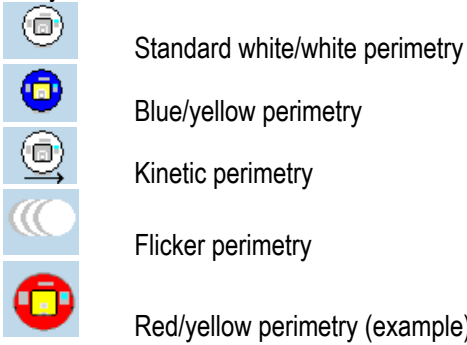 Standard white/white perimetry
Blue/yellow perimetry
Kinetic perimetry
Flicker perimetry
Red/yellow perimetry (example)